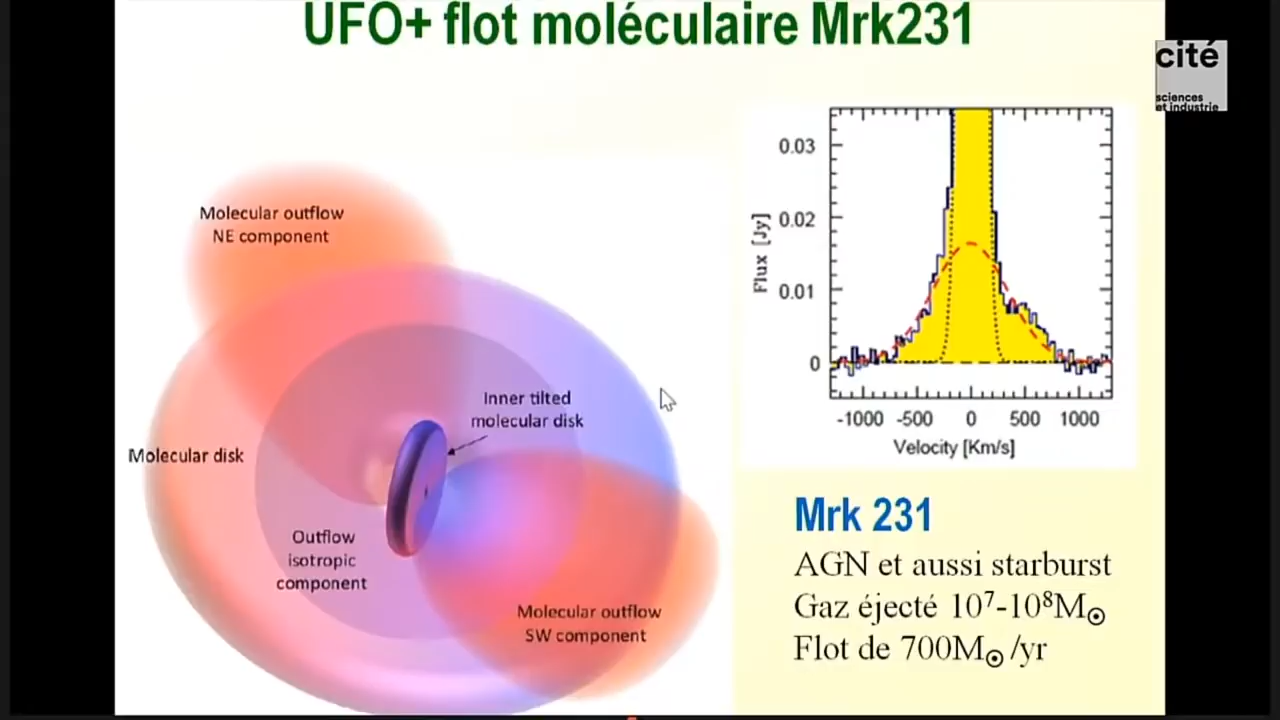 UFO+ flot moléculaire Mrk231
cité
sciences
et industrie
Molecular outflow
NE component
Inner tilted
molecular disk
Molecular disk
Outflow
isotropic
component
Molecular outflow
SW component
0.03
0.02
0.01
0
Flux [Jy]
-1000 -500 0 500 1000
Velocity [Km/s]
Mrk 231
AGN et aussi starburst
Gaz éjecté 10⁷-10⁸M☉
Flot de 700M☉/yr